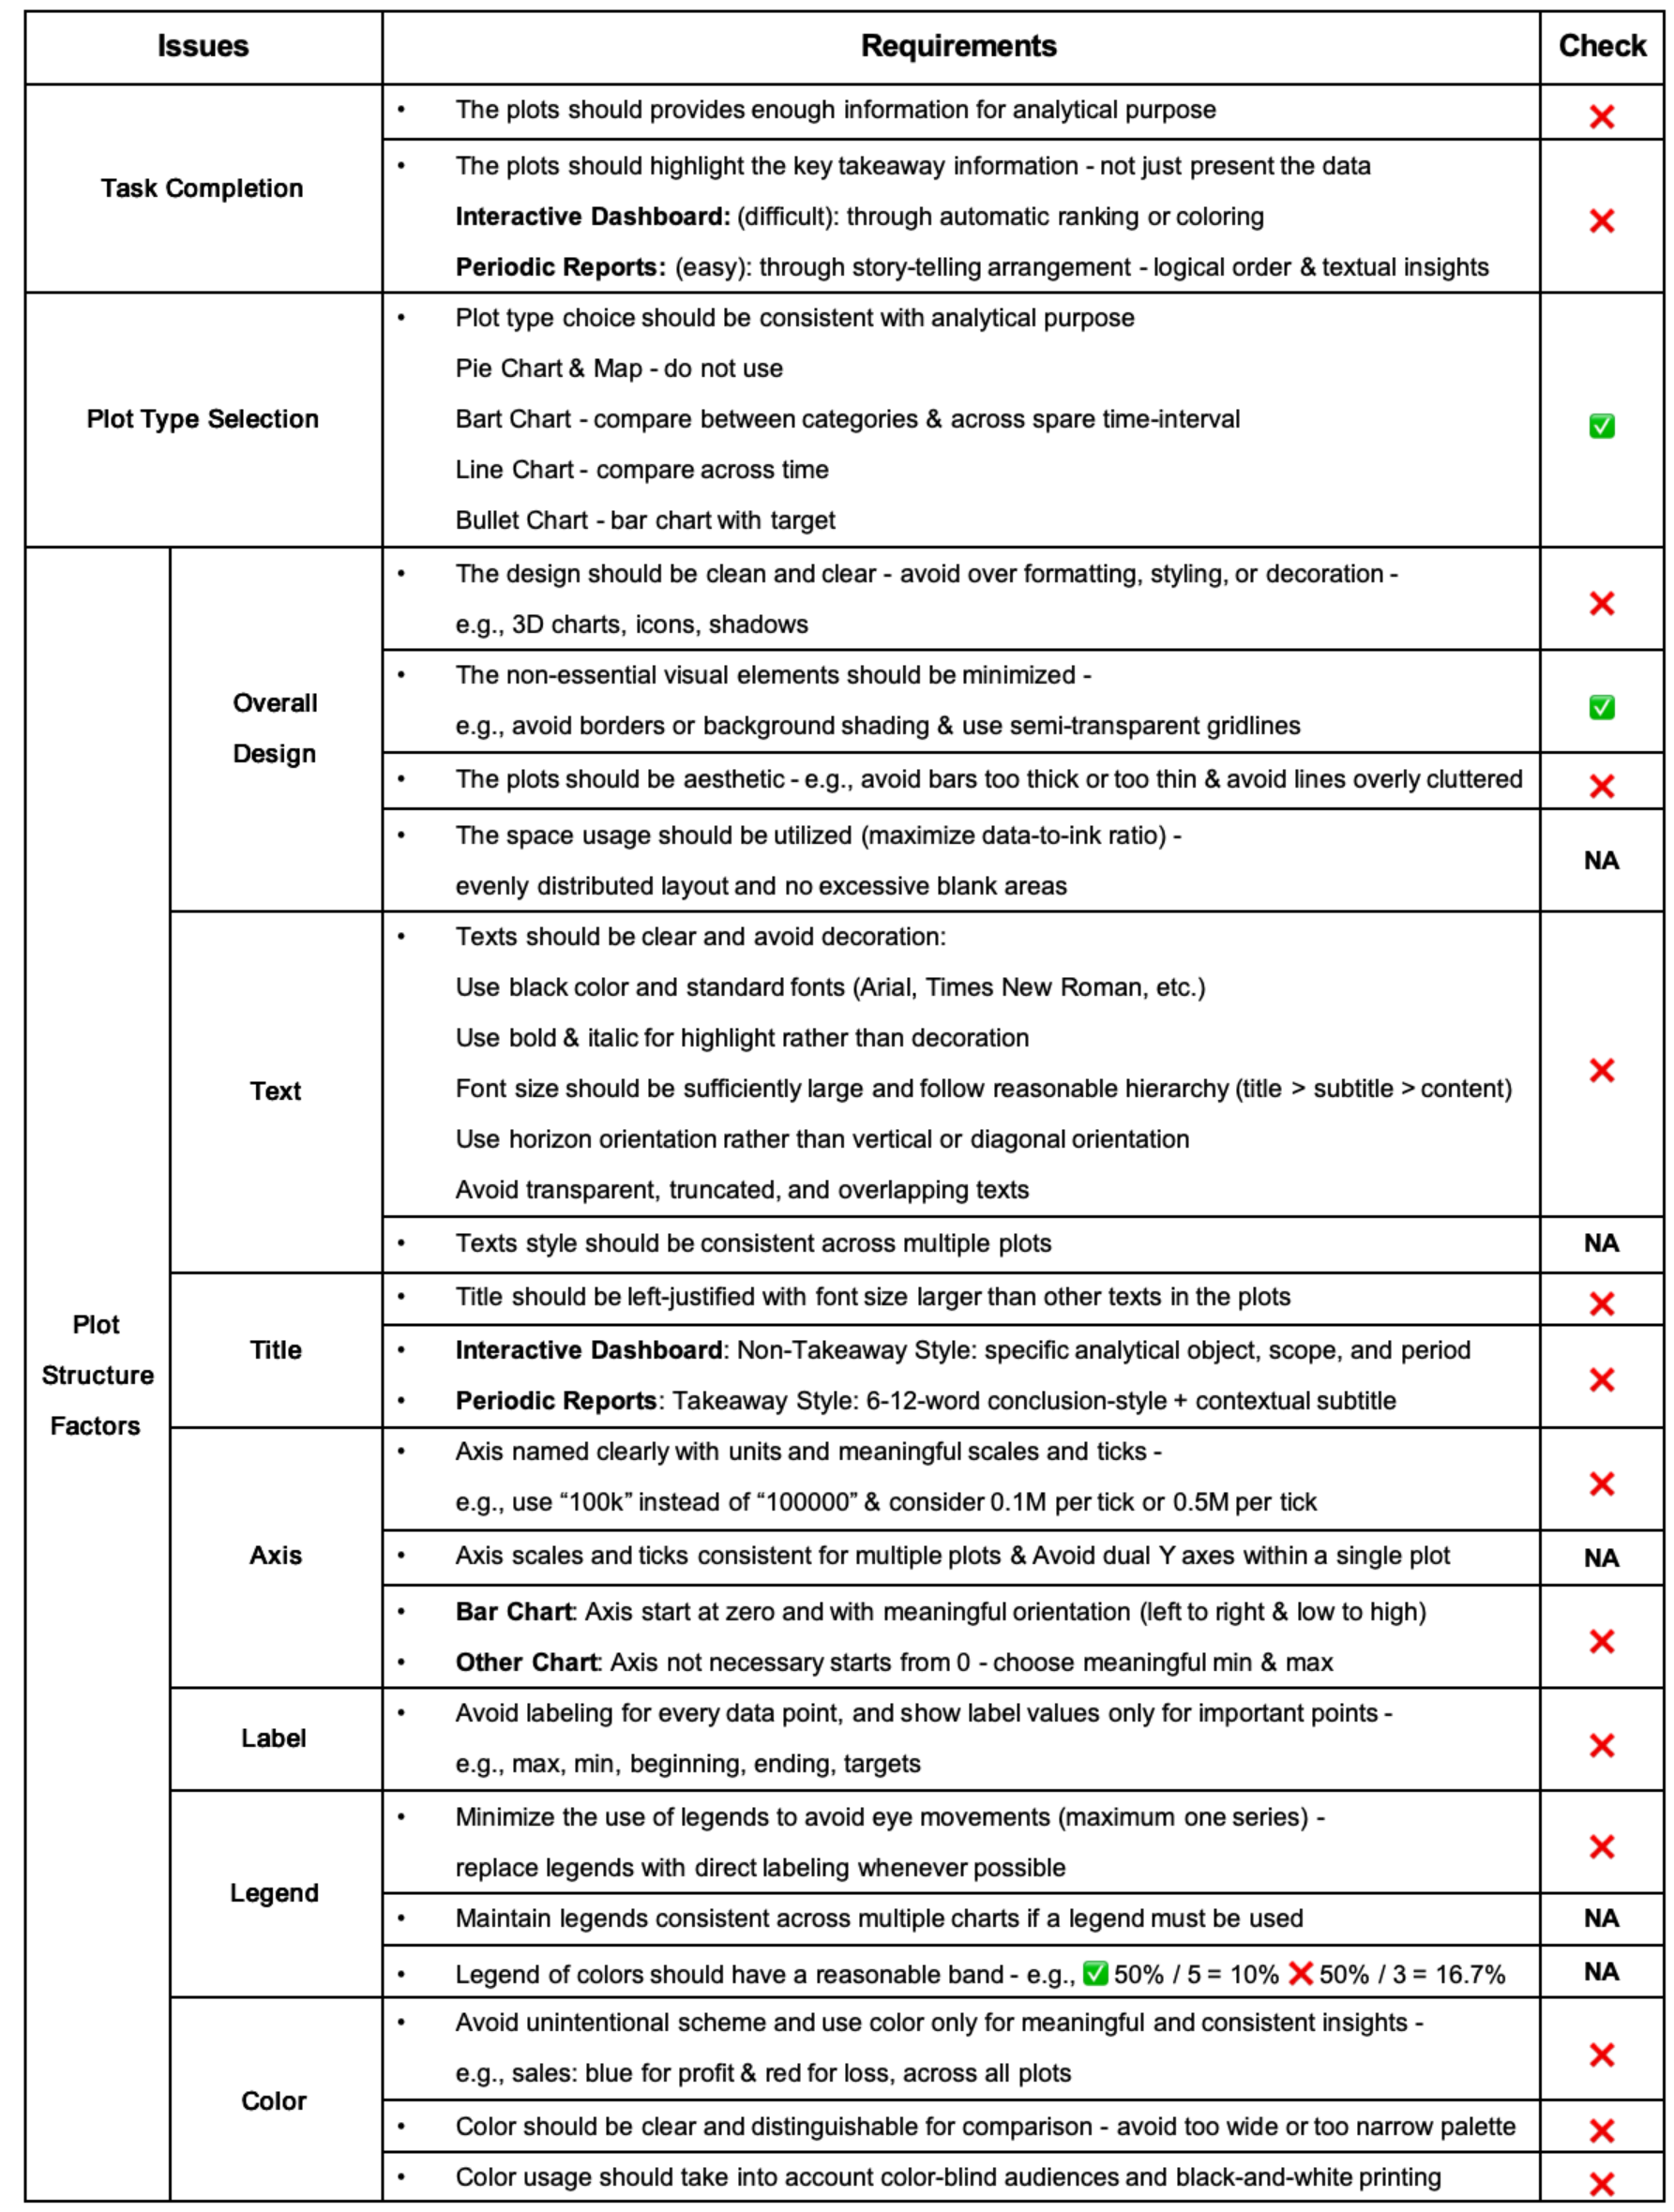 Issues Requirements Check
Task Completion
• The plots should provides enough information for analytical purpose ❌
• The plots should highlight the key takeaway information - not just present the data
Interactive Dashboard: (difficult): through automatic ranking or coloring ❌
Periodic Reports: (easy): through story-telling arrangement - logical order & textual insights
Plot Type Selection
• Plot type choice should be consistent with analytical purpose
Pie Chart & Map - do not use
Bart Chart - compare between categories & across spare time-interval ✅
Line Chart - compare across time
Bullet Chart - bar chart with target
Plot
Structure
Factors
Overall
Design
• The design should be clean and clear - avoid over formatting, styling, or decoration -
e.g., 3D charts, icons, shadows ❌
• The non-essential visual elements should be minimized -
e.g., avoid borders or background shading & use semi-transparent gridlines ✅
• The plots should be aesthetic - e.g., avoid bars too thick or too thin & avoid lines overly cluttered ❌
• The space usage should be utilized (maximize data-to-ink ratio) -
evenly distributed layout and no excessive blank areas NA
Text
• Texts should be clear and avoid decoration:
Use black color and standard fonts (Arial, Times New Roman, etc.)
Use bold & italic for highlight rather than decoration
Font size should be sufficiently large and follow reasonable hierarchy (title > subtitle > content) ❌
Use horizon orientation rather than vertical or diagonal orientation
Avoid transparent, truncated, and overlapping texts
• Texts style should be consistent across multiple plots NA
Title
• Title should be left-justified with font size larger than other texts in the plots ❌
• Interactive Dashboard: Non-Takeaway Style: specific analytical object, scope, and period
• Periodic Reports: Takeaway Style: 6-12-word conclusion-style + contextual subtitle ❌
Axis
• Axis named clearly with units and meaningful scales and ticks -
e.g., use “100k” instead of “100000” & consider 0.1M per tick or 0.5M per tick ❌
• Axis scales and ticks consistent for multiple plots & Avoid dual Y axes within a single plot NA
• Bar Chart: Axis start at zero and with meaningful orientation (left to right & low to high)
• Other Chart: Axis not necessary starts from 0 - choose meaningful min & max ❌
Label
• Avoid labeling for every data point, and show label values only for important points -
e.g., max, min, beginning, ending, targets ❌
Legend
• Minimize the use of legends to avoid eye movements (maximum one series) -
replace legends with direct labeling whenever possible ❌
• Maintain legends consistent across multiple charts if a legend must be used NA
• Legend of colors should have a reasonable band - e.g., ✅ 50% / 5 = 10% ❌ 50% / 3 = 16.7% NA
Color
• Avoid unintentional scheme and use color only for meaningful and consistent insights -
e.g., sales: blue for profit & red for loss, across all plots ❌
• Color should be clear and distinguishable for comparison - avoid too wide or too narrow palette ❌
• Color usage should take into account color-blind audiences and black-and-white printing ❌